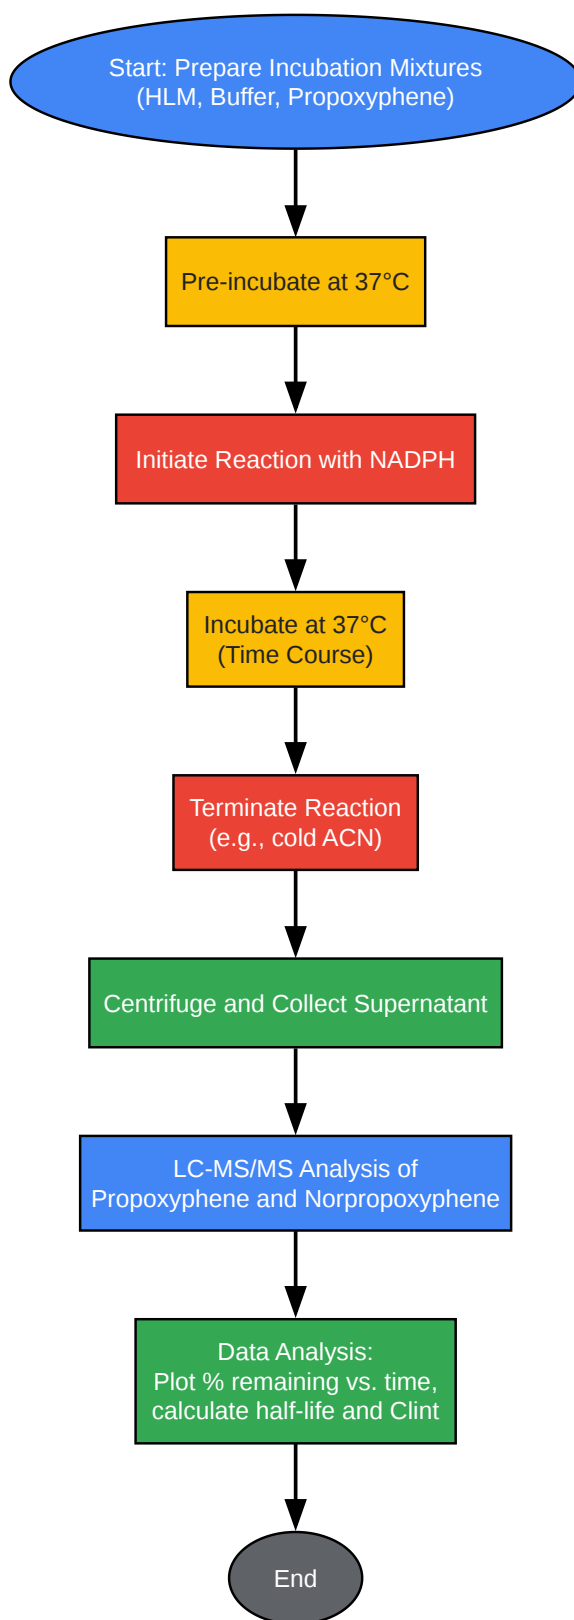 Start: Prepare Incubation Mixtures
(HLM, Buffer, Propoxyphene)
Pre-incubate at 37°C
Initiate Reaction with NADPH
Incubate at 37°C
(Time Course)
Terminate Reaction
(e.g., cold ACN)
Centrifuge and Collect Supernatant
LC-MS/MS Analysis of
Propoxyphene and Norpropoxyphene
Data Analysis:
Plot % remaining vs. time,
calculate half-life and Clint
End